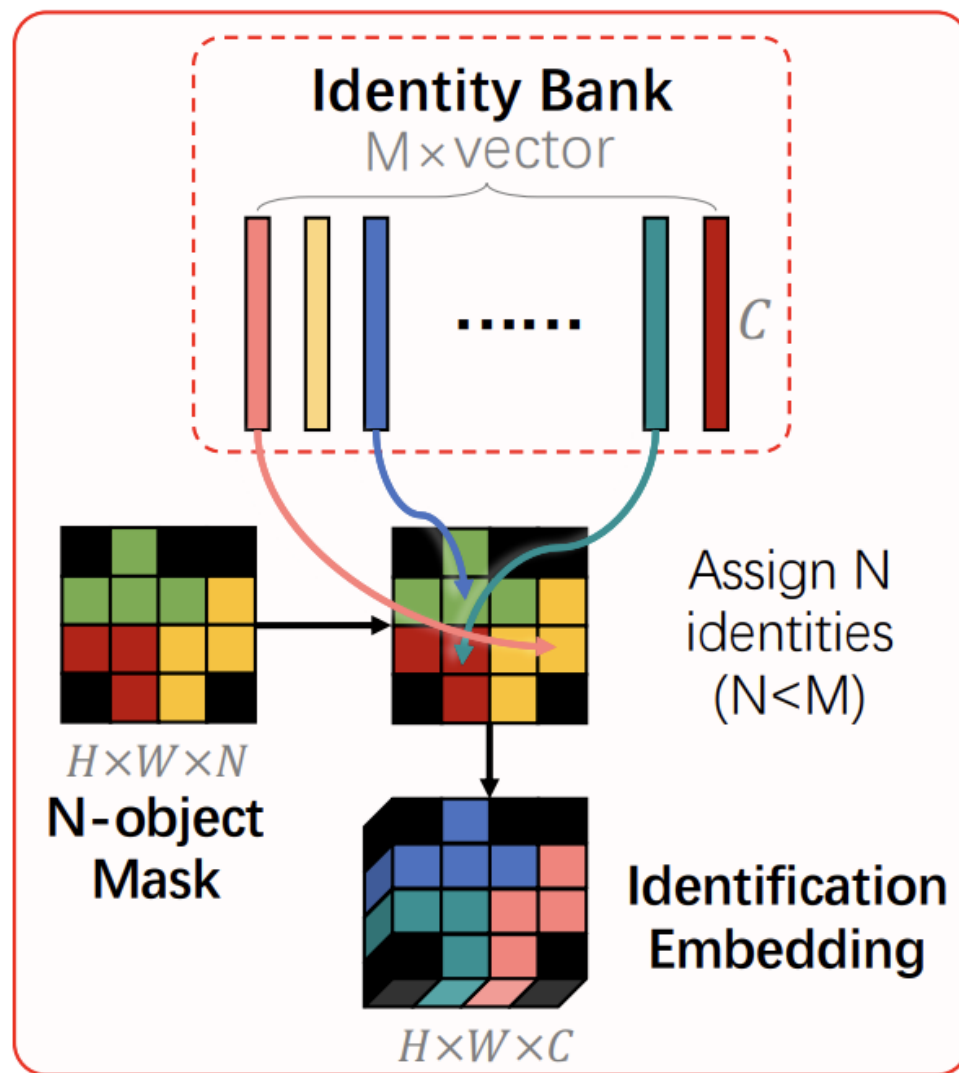 Identity Bank
M×vector
......
C
Assign N
identities
(N<M)
H×W×N
N-object
Mask
Identification
Embedding
H×W×C